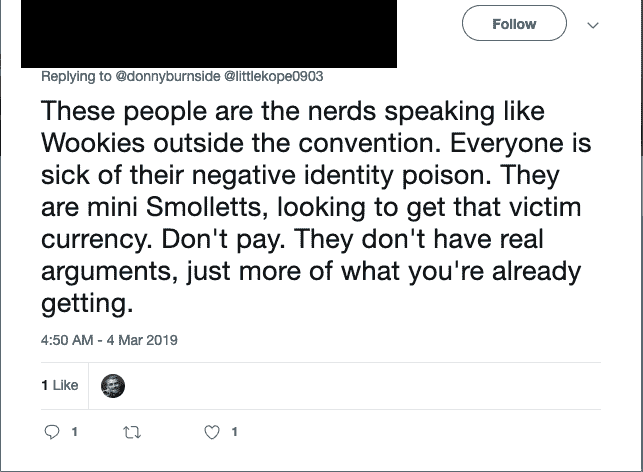 Follow
Replying to @donnyburnside @littlekope0903
These people are the nerds speaking like
Wookies outside the convention. Everyone is
sick of their negative identity poison. They
are mini Smolletts, looking to get that victim
currency. Don't pay. They don't have real
arguments, just more of what you're already
getting.
4:50 AM - 4 Mar 2019
1 Like
1 1